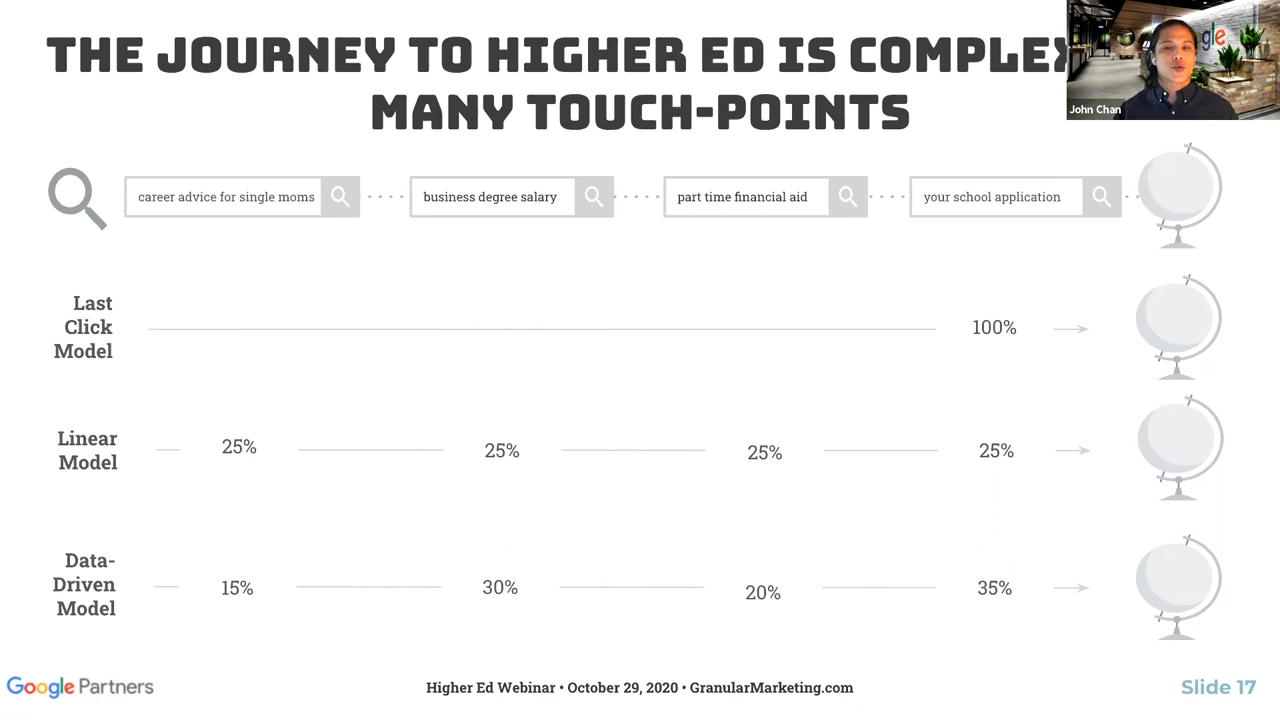 THE JOURNEY TO HIGHER ED IS COMPLEX
MANY TOUCH-POINTS
gle
John Chan
career advice for single moms
business degree salary
part time financial aid
your school application
Last
Click
Model
100%
Linear
Model
25%
25%
25%
25%
Data-
Driven
Model
15%
30%
20%
35%
Google Partners
Higher Ed Webinar • October 29, 2020 • GranularMarketing.com
Slide 17